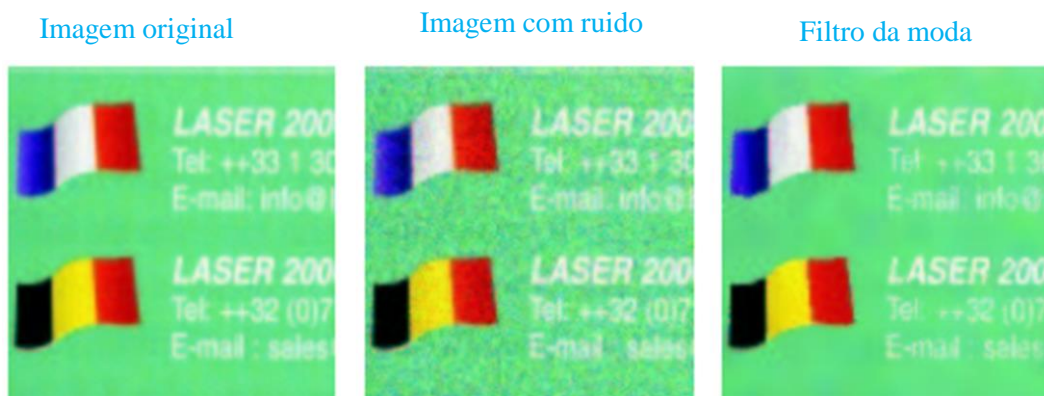 Imagem original
Imagem com ruido
Filtro da moda
LASER 200
Tel: ++33 1 30
E-mail: info@
LASER 200
Tel: ++32 (0)7
E-mail : sales
LASER 200
Tel: ++33 1 30
E-mail: info@
LASER 200
Tel: ++32 (0)7
E-mail : sales
LASER 200
Tel: ++33 1 30
E-mail: info@
LASER 200
Tel: ++32 (0)7
E-mail : sales